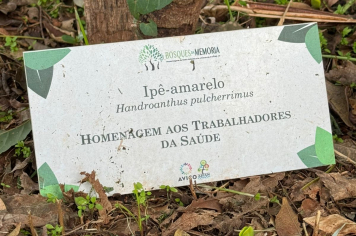 BOSQUES DA MEMÓRIA
Ipê-amarelo
Handroanthus pulcherrimus
Homenagem aos Trabalhadores
da Saúde